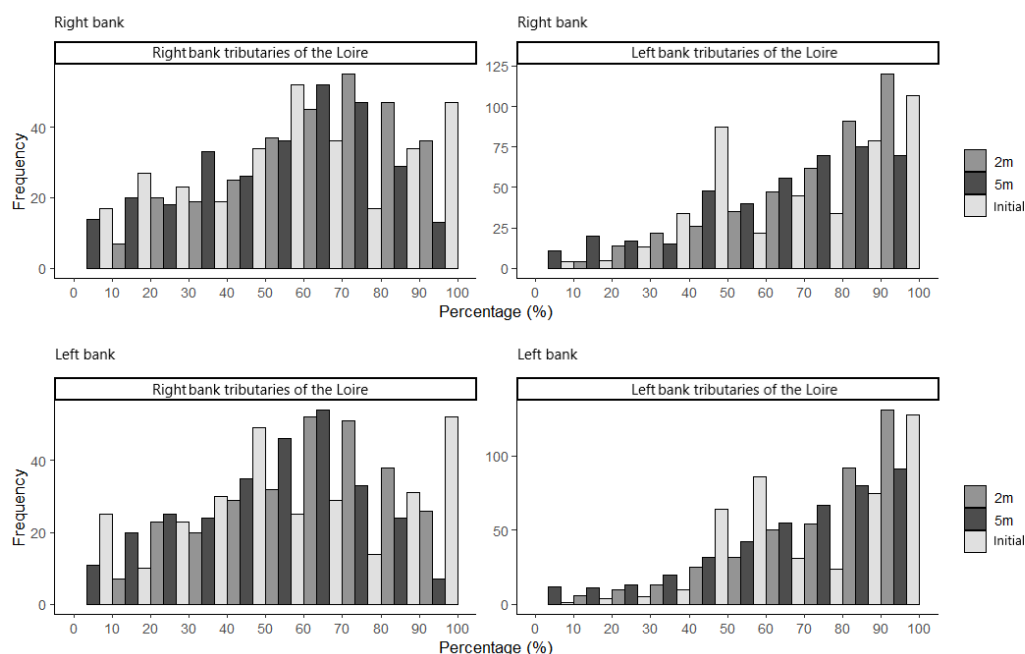 Right bank
Right bank tributaries of the Loire
Frequency
40
20
0
0 10 20 30 40 50 60 70 80 90 100
Right bank
Left bank tributaries of the Loire
125
100
75
50
25
0
0 10 20 30 40 50 60 70 80 90 100
Percentage (%)
2m
5m
Initial
Left bank
Right bank tributaries of the Loire
Frequency
40
20
0
0 10 20 30 40 50 60 70 80 90 100
Left bank
Left bank tributaries of the Loire
100
50
0
0 10 20 30 40 50 60 70 80 90 100
Percentage (%)
2m
5m
Initial